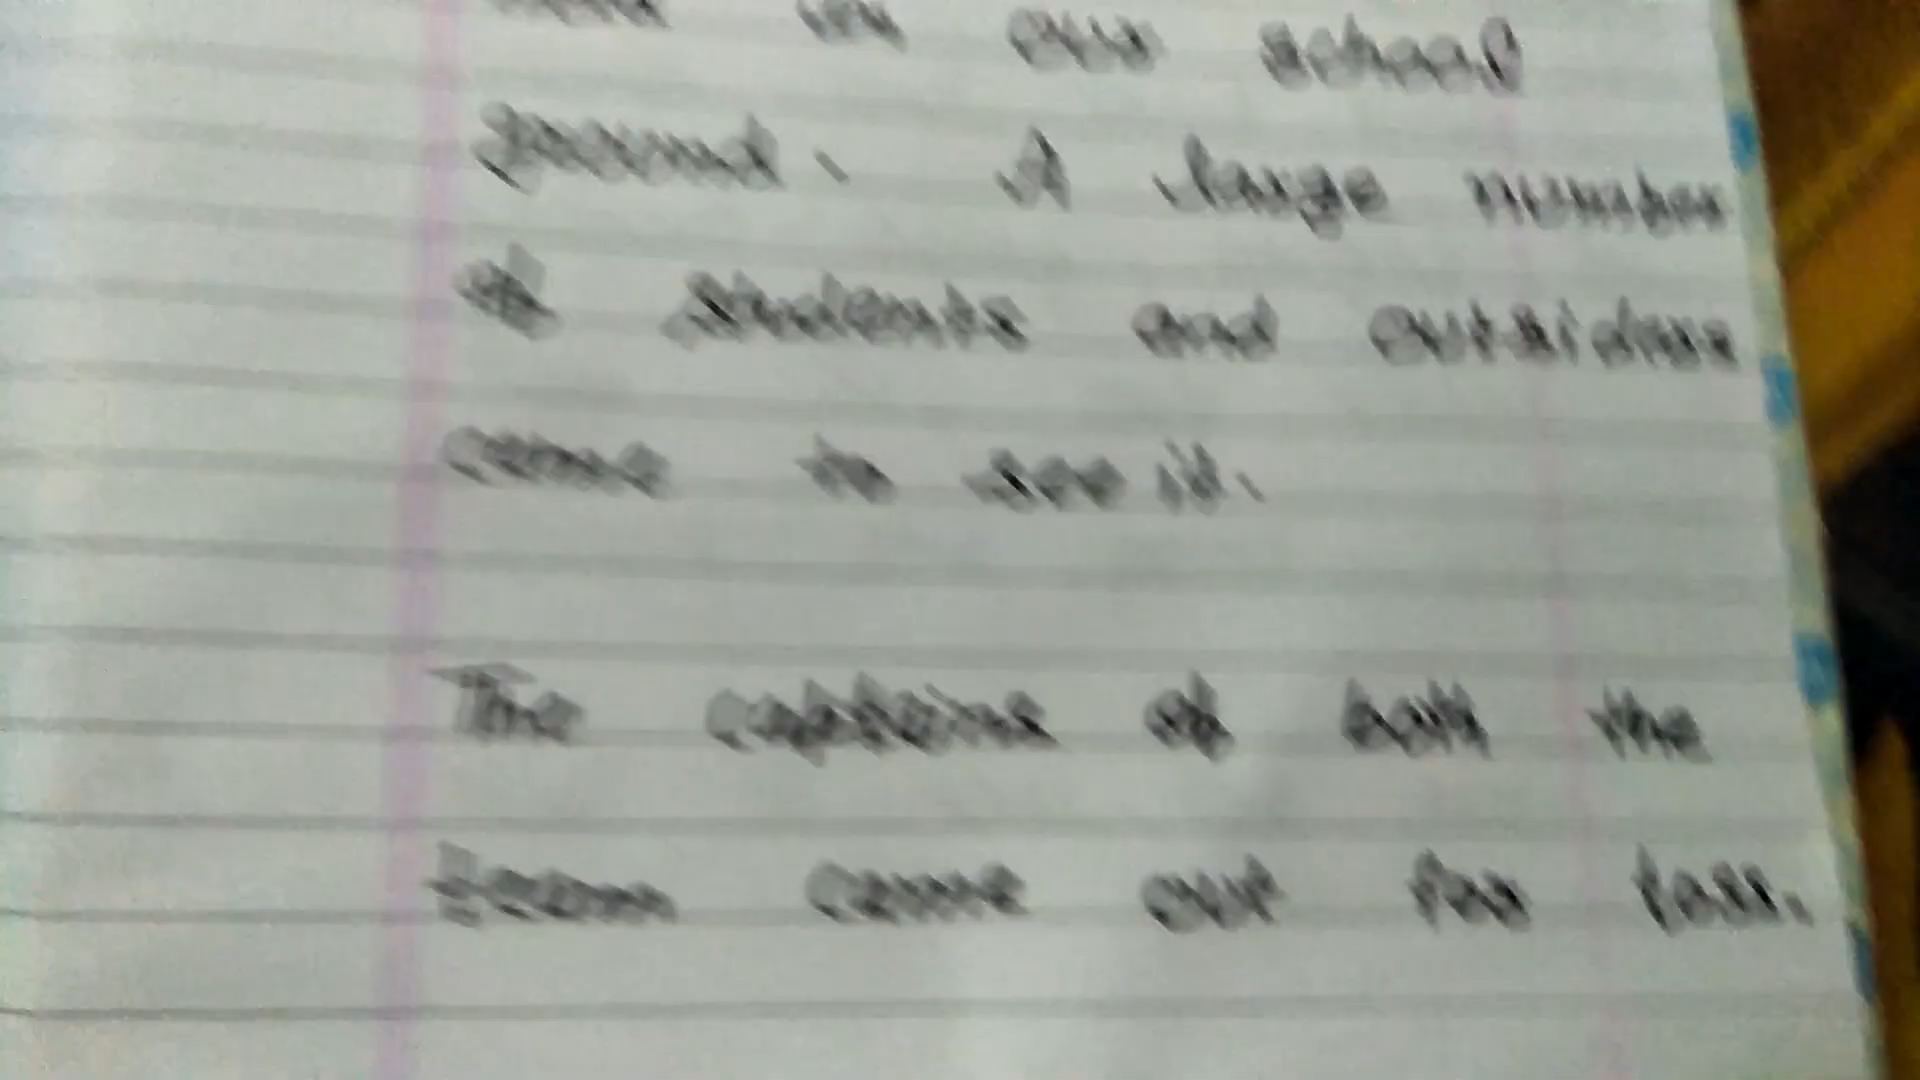 in our school
ground. A large number
of students and outsiders
came to see it.
The captains of both the
team came out for toss.